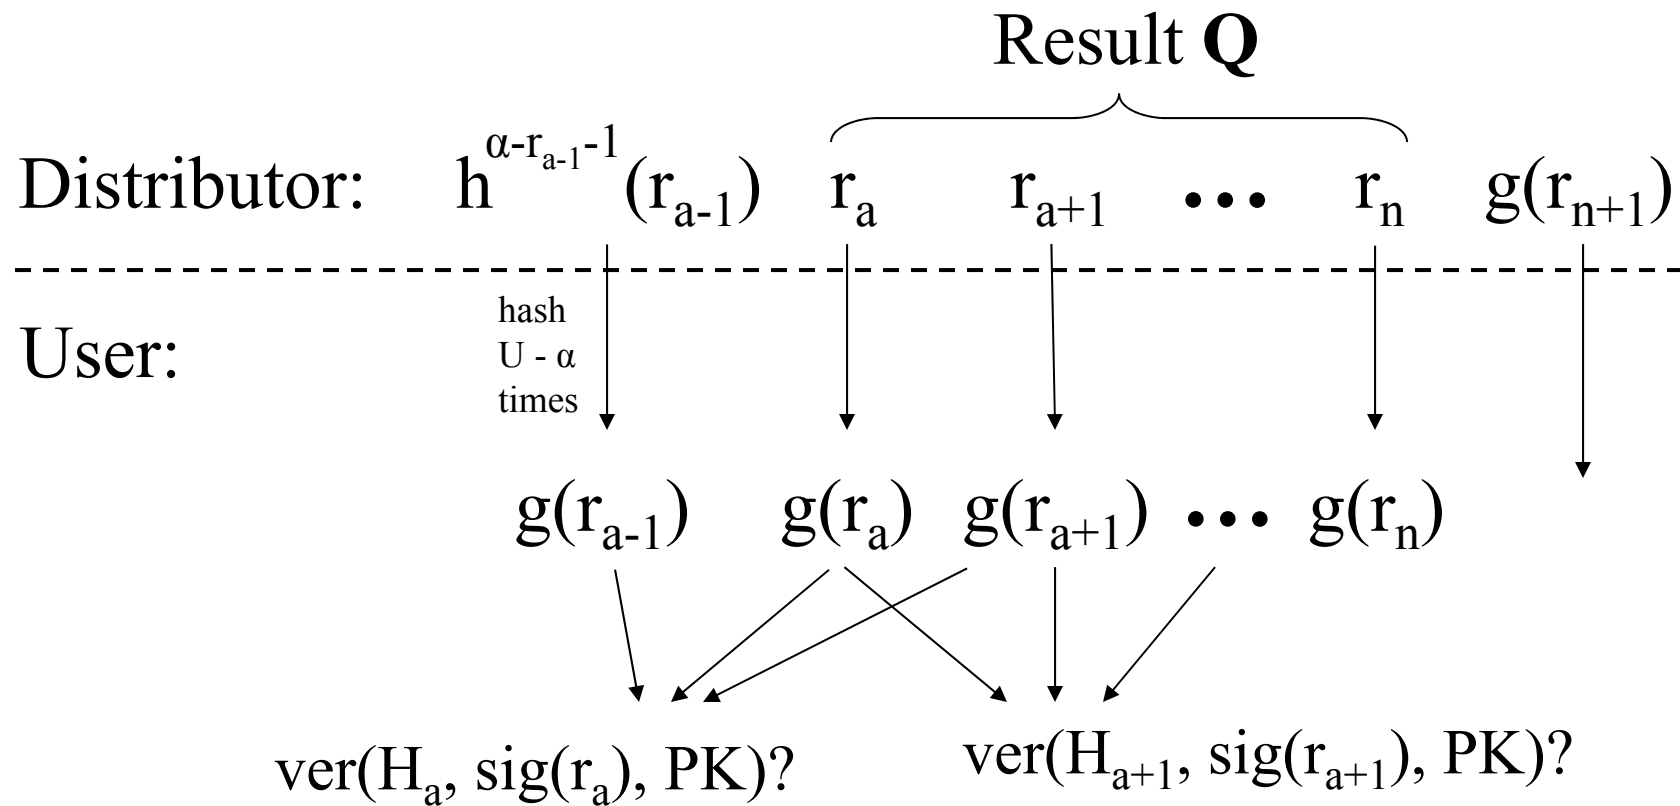 Result Q
Distributor: h^{α-r_{a-1}-1}(r_{a-1}) r_a r_{a+1} ... r_n g(r_{n+1})
hash
User: U - α
times
g(r_{a-1}) g(r_a) g(r_{a+1}) ... g(r_n)
ver(H_a, sig(r_a), PK)? ver(H_{a+1}, sig(r_{a+1}), PK)?